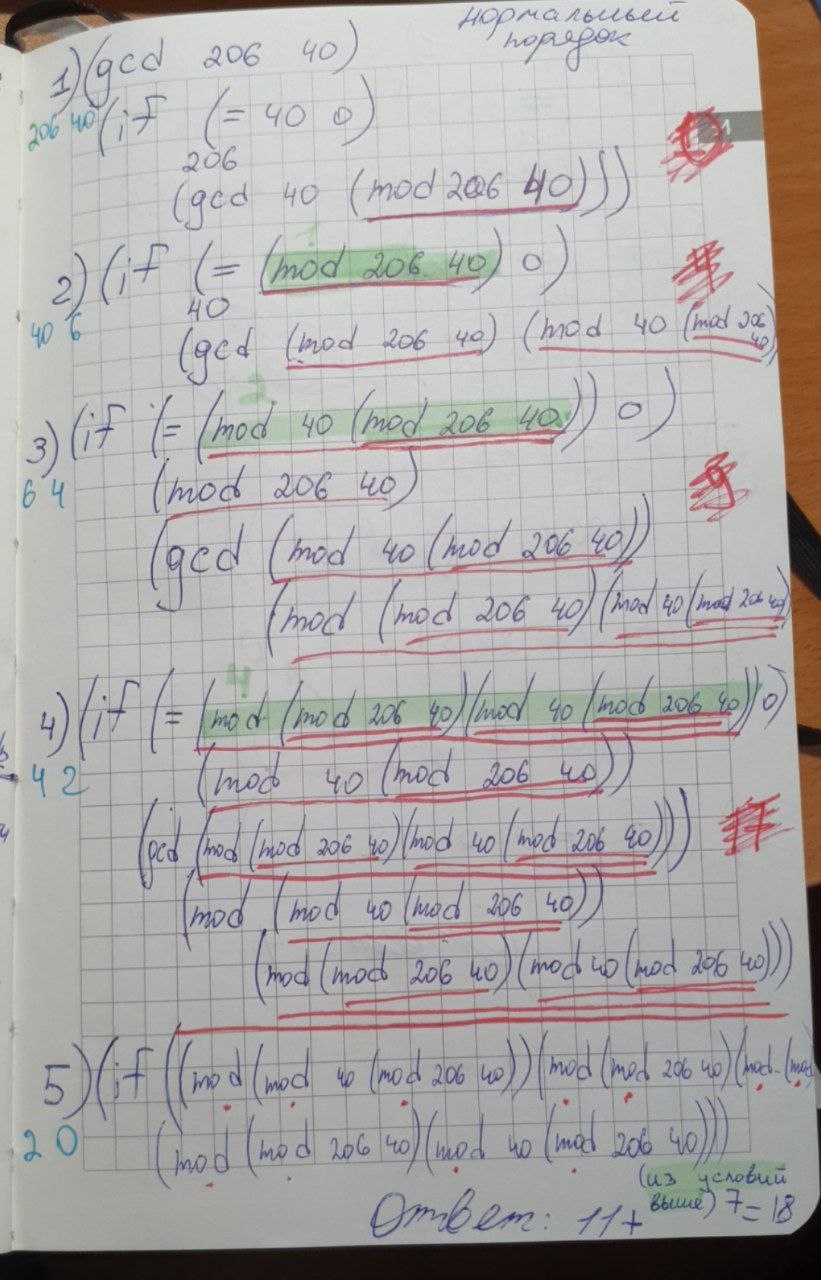 нормальный
порядок
1) (gcd 206 40)
206 40 (if (= 40 0)
206
(gcd 40 (mod 206 40)))
1
2) (if (= (mod 206 40) 0)
40 6 40
(gcd (mod 206 40) (mod 40 (mod 206
40)
2
3) (if (= (mod 40 (mod 206 40)) 0)
6 4 (mod 206 40)
(gcd (mod 40 (mod 206 40))
(mod (mod 206 40) (mod 40 (mod 206 40)
4
4) (if (= (mod (mod 206 40) (mod 40 (mod 206 40)) 0)
4 2 (mod 40 (mod 206 40))
(gcd (mod (mod 206 40) (mod 40 (mod 206 40)))
(mod (mod 40 (mod 206 40))
(mod (mod 206 40) (mod 40 (mod 206 40)))
5) (if ((mod (mod 40 (mod 206 40)) (mod (mod 206 40) (mod (mod
2 0 (mod (mod 206 40) (mod 40 (mod 206 40)))
(из условий
выше)
Ответ: 11 + 7 = 18